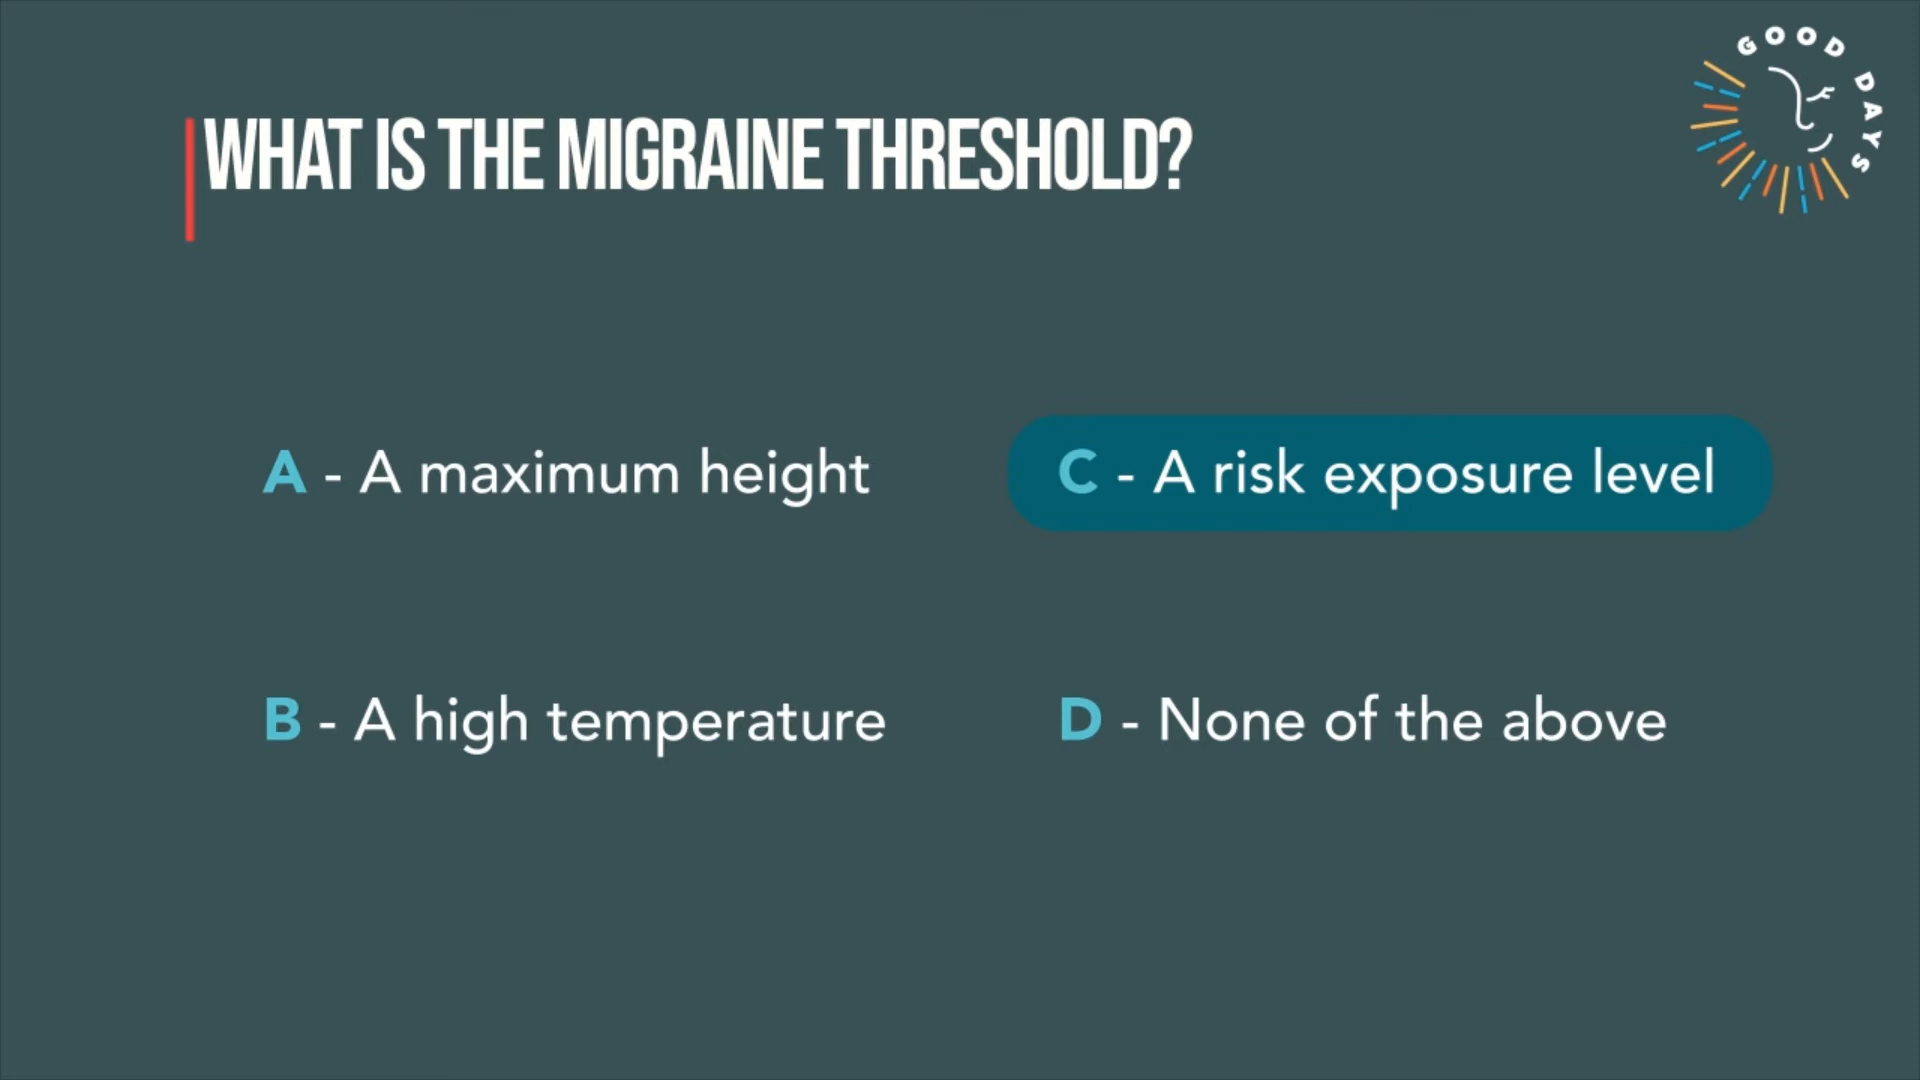 GOOD DAYS
WHAT IS THE MIGRAINE THRESHOLD?
A - A maximum height
C - A risk exposure level
B - A high temperature
D - None of the above